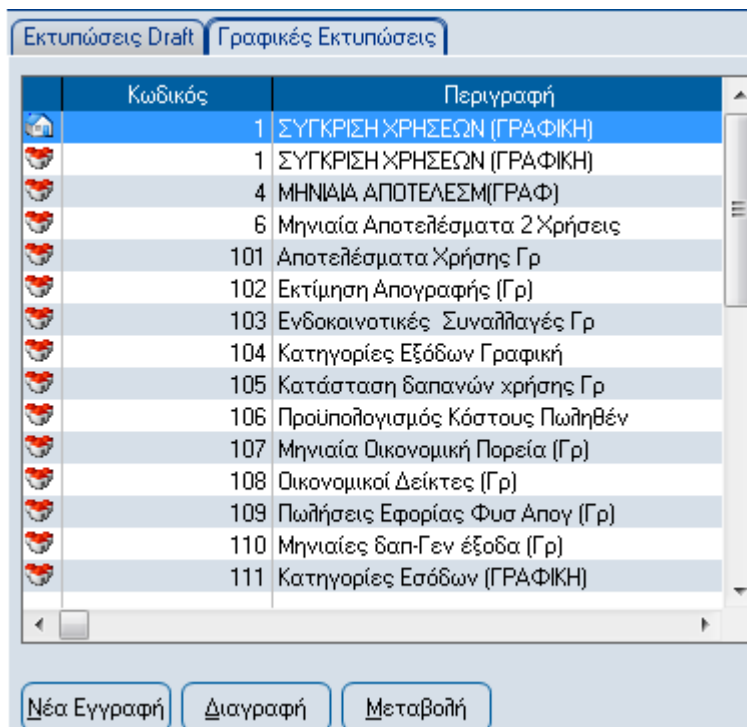 Εκτυπώσεις Draft Γραφικές Εκτυπώσεις
Κωδικός Περιγραφή
1 ΣΥΓΚΡΙΣΗ ΧΡΗΣΕΩΝ (ΓΡΑΦΙΚΗ)
1 ΣΥΓΚΡΙΣΗ ΧΡΗΣΕΩΝ (ΓΡΑΦΙΚΗ)
4 ΜΗΝΙΑΙΑ ΑΠΟΤΕΛΕΣΜ(ΓΡΑΦ)
6 Μηνιαία Αποτελέσματα 2 Χρήσεις
101 Αποτελέσματα Χρήσης Γρ
102 Εκτίμηση Απογραφής (Γρ)
103 Ενδοκοινοτικές Συναλλαγές Γρ
104 Κατηγορίες Εξόδων Γραφική
105 Κατάσταση δαπανών χρήσης Γρ
106 Προϋπολογισμός Κόστους Πωληθέν
107 Μηνιαία Οικονομική Πορεία (Γρ)
108 Οικονομικοί Δείκτες (Γρ)
109 Πωλήσεις Εφορίας Φυσ Απογ (Γρ)
110 Μηνιαίες δαπ-Γεν έξοδα (Γρ)
111 Κατηγορίες Εσόδων (ΓΡΑΦΙΚΗ)
Νέα Εγγραφή Διαγραφή Μεταβολή